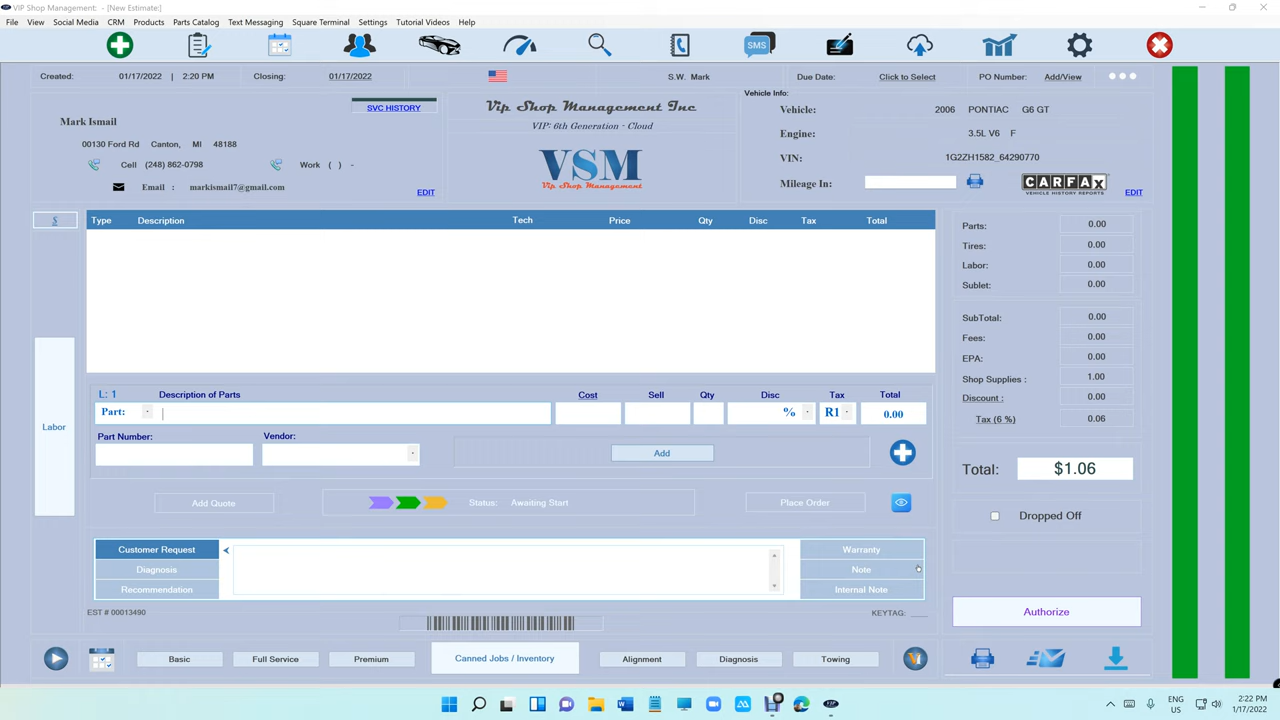 VIP Shop Management: - [New Estimate:]
File View Social Media CRM Products Parts Catalog Text Messaging Square Terminal Settings Tutorial Videos Help
SMS
Created: 01/17/2022 | 2:20 PM Closing: 01/17/2022 S.W. Mark Due Date: Click to Select PO Number: Add/View
Vehicle Info:
SVC HISTORY
Vip Shop Management Inc
Vehicle: 2006 PONTIAC G6 GT
Mark Ismail
VIP: 6th Generation - Cloud
Engine: 3.5L V6 F
00130 Ford Rd Canton, MI 48188
VSM
Vip Shop Management
VIN: 1G2ZH1582_64290770
Cell (248) 862-0798 Work ( ) -
Mileage In:
CARFAX
VEHICLE HISTORY REPORTS
Email : markismail7@gmail.com
EDIT
EDIT
S
Type Description Tech Price Qty Disc Tax Total
Parts: 0.00
Tires: 0.00
Labor: 0.00
Sublet: 0.00
SubTotal: 0.00
Fees: 0.00
EPA: 0.00
Shop Supplies : 1.00
Discount : 0.00
Tax (6 %) 0.06
Total: $1.06
Dropped Off
Authorize
Labor
L: 1 Description of Parts Cost Sell Qty Disc Tax Total
Part: % R1 0.00
Part Number: Vendor:
Add
Add Quote Status: Awaiting Start Place Order
Customer Request
Diagnosis
Recommendation
Warranty
Note
Internal Note
EST # 00013490 KEYTAG:
Basic Full Service Premium Canned Jobs / Inventory Alignment Diagnosis Towing
VIP
ENG
US
2:22 PM
1/17/2022